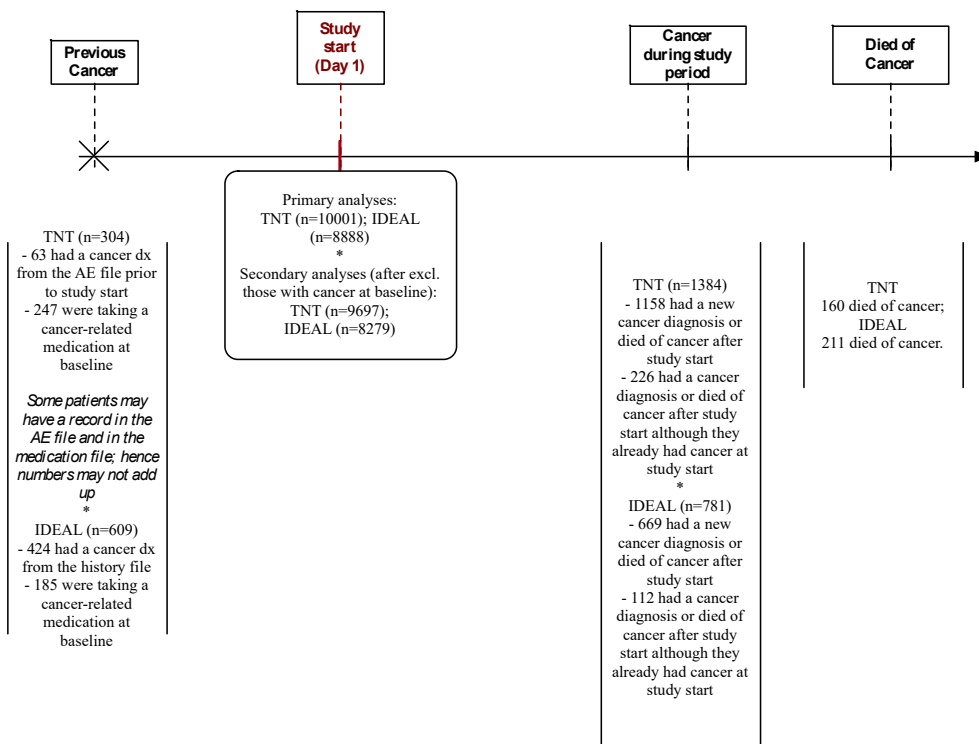 Previous
Cancer
Study
start
(Day 1)
Cancer
during study
period
Died of
Cancer
TNT (n=304)
- 63 had a cancer dx
from the AE file prior
to study start
- 247 were taking a
cancer-related
medication at
baseline
Some patients may
have a record in the
AE file and in the
medication file; hence
numbers may not add
up
*
IDEAL (n=609)
- 424 had a cancer dx
from the history file
- 185 were taking a
cancer-related
medication at
baseline
Primary analyses:
TNT (n=10001); IDEAL
(n=8888)
*
Secondary analyses (after excl.
those with cancer at baseline):
TNT (n=9697);
IDEAL (n=8279)
TNT (n=1384)
- 1158 had a new
cancer diagnosis or
died of cancer after
study start
- 226 had a cancer
diagnosis or died of
cancer after study
start although they
already had cancer at
study start
*
IDEAL (n=781)
- 669 had a new
cancer diagnosis or
died of cancer after
study start
- 112 had a cancer
diagnosis or died of
cancer after study
start although they
already had cancer at
study start
TNT
160 died of cancer;
IDEAL
211 died of cancer.